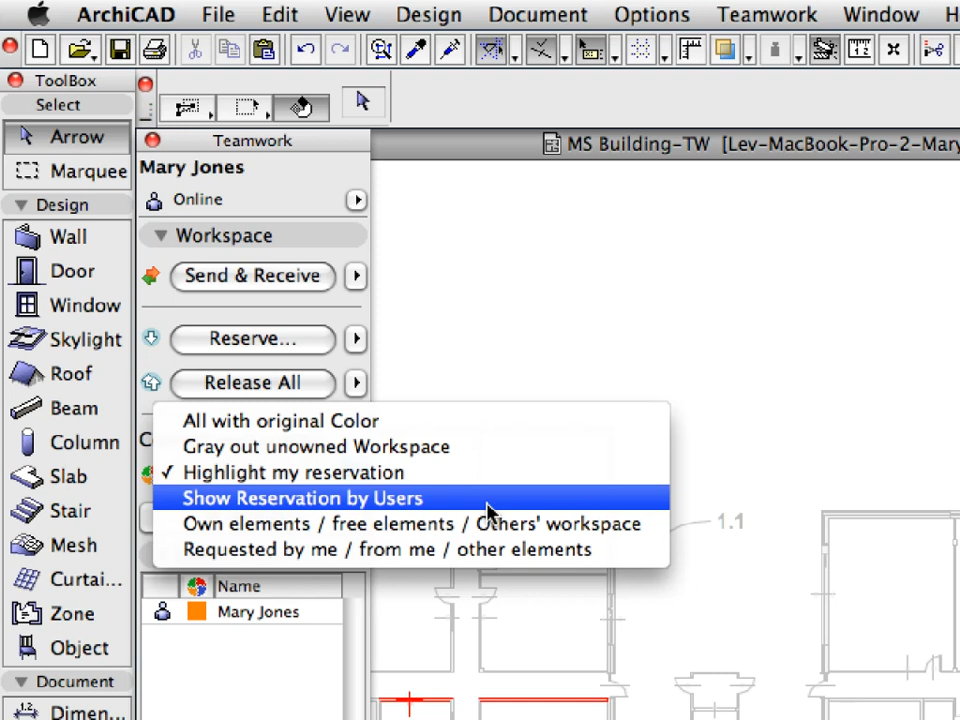 ArchiCAD File Edit View Design Document Options Teamwork Window H
ToolBox
Select
Arrow
Marquee
Design
Wall
Door
Window
Skylight
Roof
Beam
Column
Slab
Stair
Mesh
Curtai...
Zone
Object
Document
Dimen...
Teamwork
Mary Jones
Online
Workspace
Send & Receive
Reserve...
Release All
All with original Color
Gray out unowned Workspace
✓ Highlight my reservation
Show Reservation by Users
Own elements / free elements / Others' workspace
Requested by me / from me / other elements
Name
Mary Jones
MS Building-TW [Lev-MacBook-Pro-2-Mary
1.1